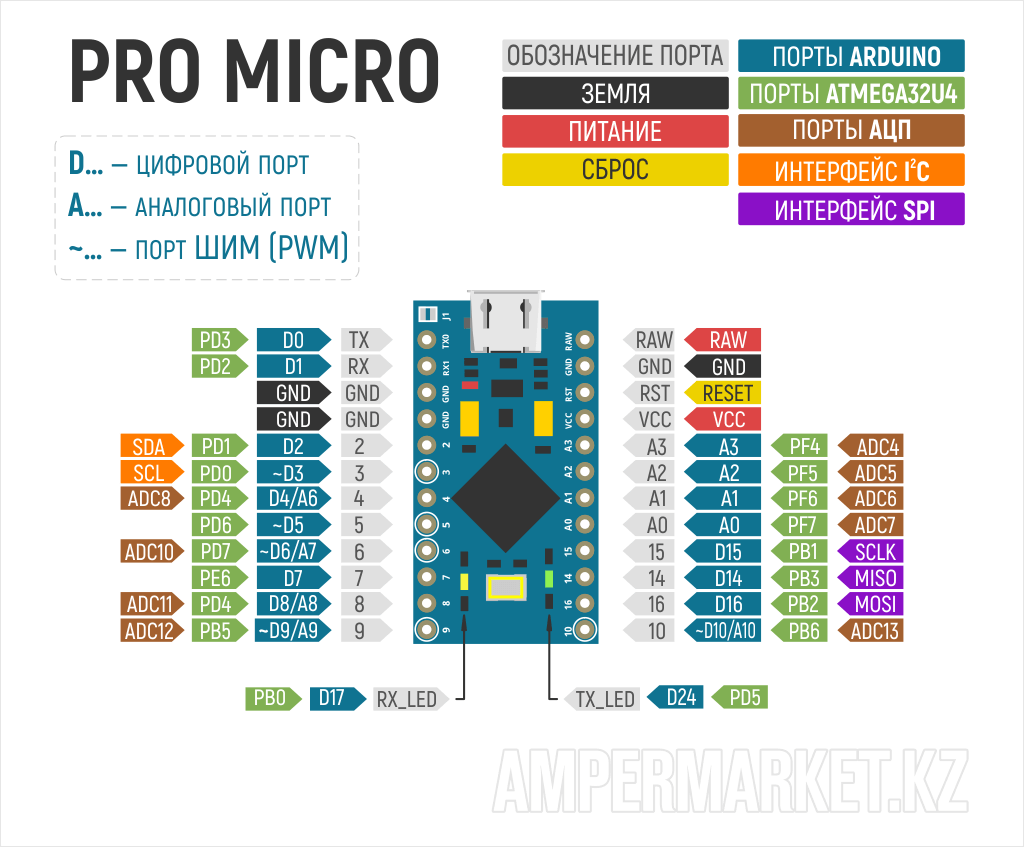 PRO MICRO
D... – ЦИФРОВОЙ ПОРТ
A... – АНАЛОГОВЫЙ ПОРТ
~... – ПОРТ ШИМ (PWM)
ОБОЗНАЧЕНИЕ ПОРТА ПОРТЫ ARDUINO
ЗЕМЛЯ ПОРТЫ ATMEGA32U4
ПИТАНИЕ ПОРТЫ АЦП
СБРОС ИНТЕРФЕЙС I²C
ИНТЕРФЕЙС SPI
J1
PD3 D0 TX TX0 RAW RAW RAW
PD2 D1 RX RX1 GND GND GND
GND GND GND RST RST RESET
GND GND GND VCC VCC VCC
SDA PD1 D2 2 2 A3 A3 A3 PF4 ADC4
SCL PD0 ~D3 3 3 A2 A2 A2 PF5 ADC5
ADC8 PD4 D4/A6 4 4 A1 A1 A1 PF6 ADC6
PD6 ~D5 5 5 A0 A0 A0 PF7 ADC7
ADC10 PD7 ~D6/A7 6 6 15 15 D15 PB1 SCLK
PE6 D7 7 7 14 14 D14 PB3 MISO
ADC11 PD4 D8/A8 8 8 16 16 D16 PB2 MOSI
ADC12 PB5 ~D9/A9 9 9 10 10 ~D10/A10 PB6 ADC13
PB0 D17 RX_LED TX_LED D24 PD5
AMPERMARKET.KZ